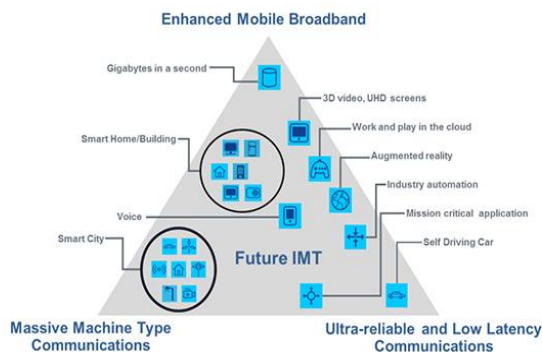 Enhanced Mobile Broadband
Gigabytes in a second
3D video, UHD screens
Smart Home/Building
Work and play in the cloud
Augmented reality
Industry automation
Voice
Mission critical application
Smart City
Self Driving Car
Future IMT
Massive Machine Type
Communications
Ultra-reliable and Low Latency
Communications